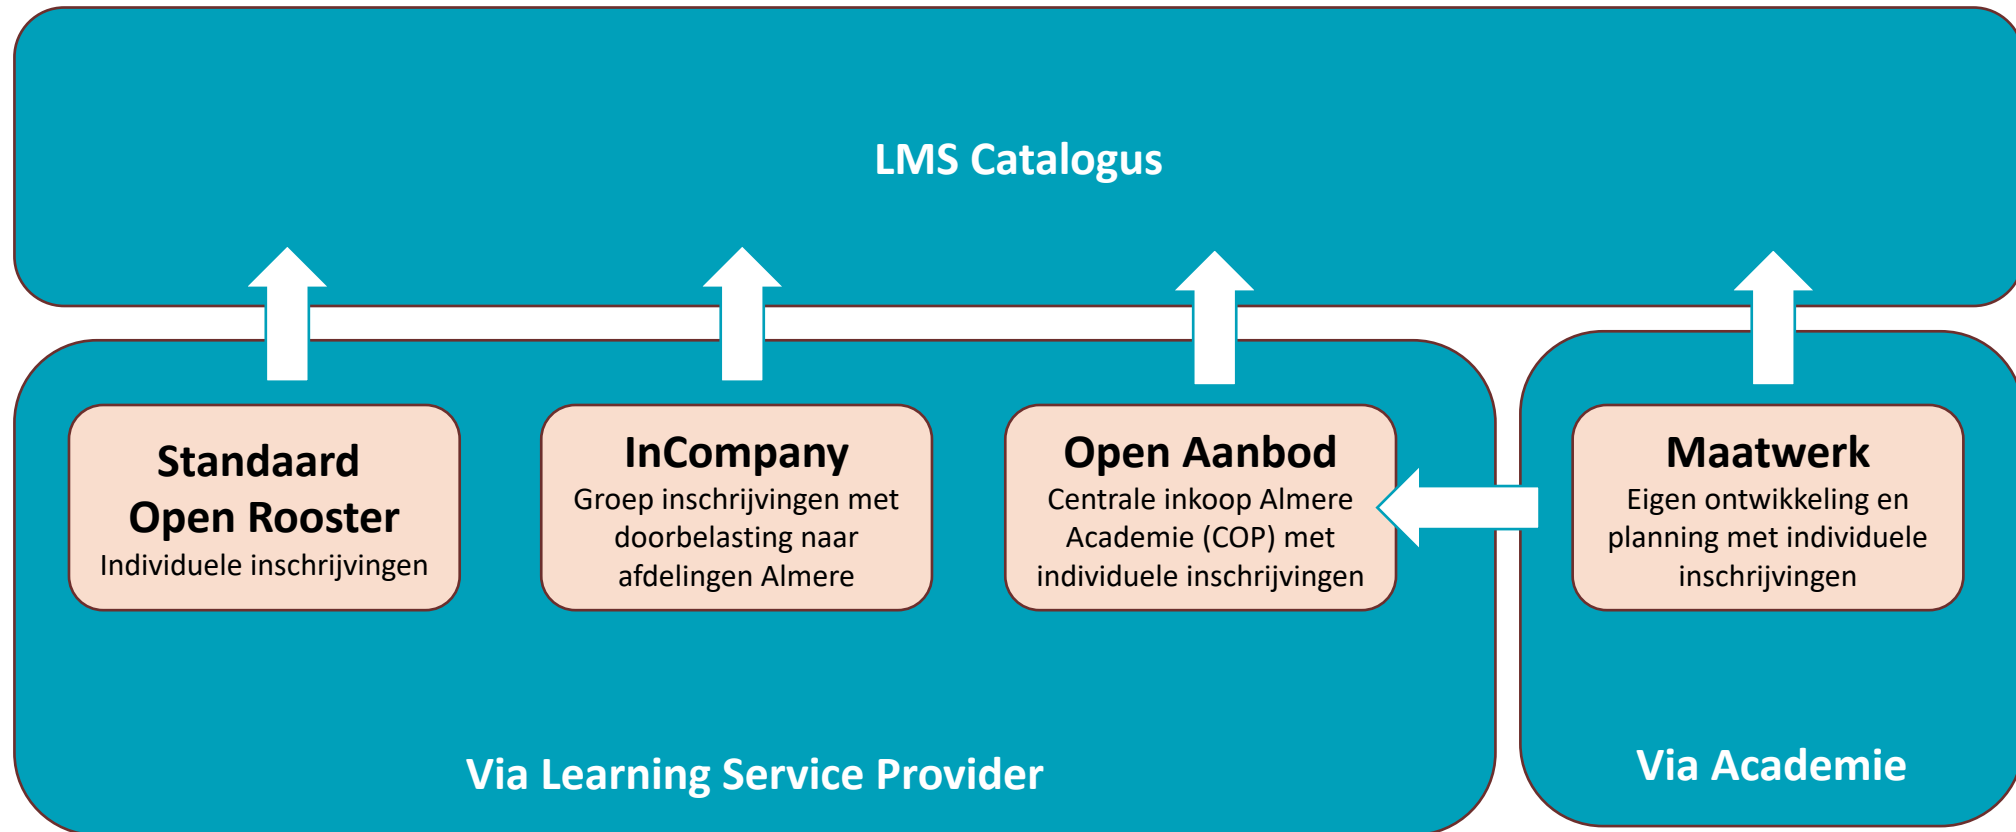 LMS Catalogus
Standaard
Open Rooster
Individuele inschrijvingen
InCompany
Groep inschrijvingen met
doorbelasting naar
afdelingen Almere
Open Aanbod
Centrale inkoop Almere
Academie (COP) met
individuele inschrijvingen
Maatwerk
Eigen ontwikkeling en
planning met individuele
inschrijvingen
Via Learning Service Provider
Via Academie